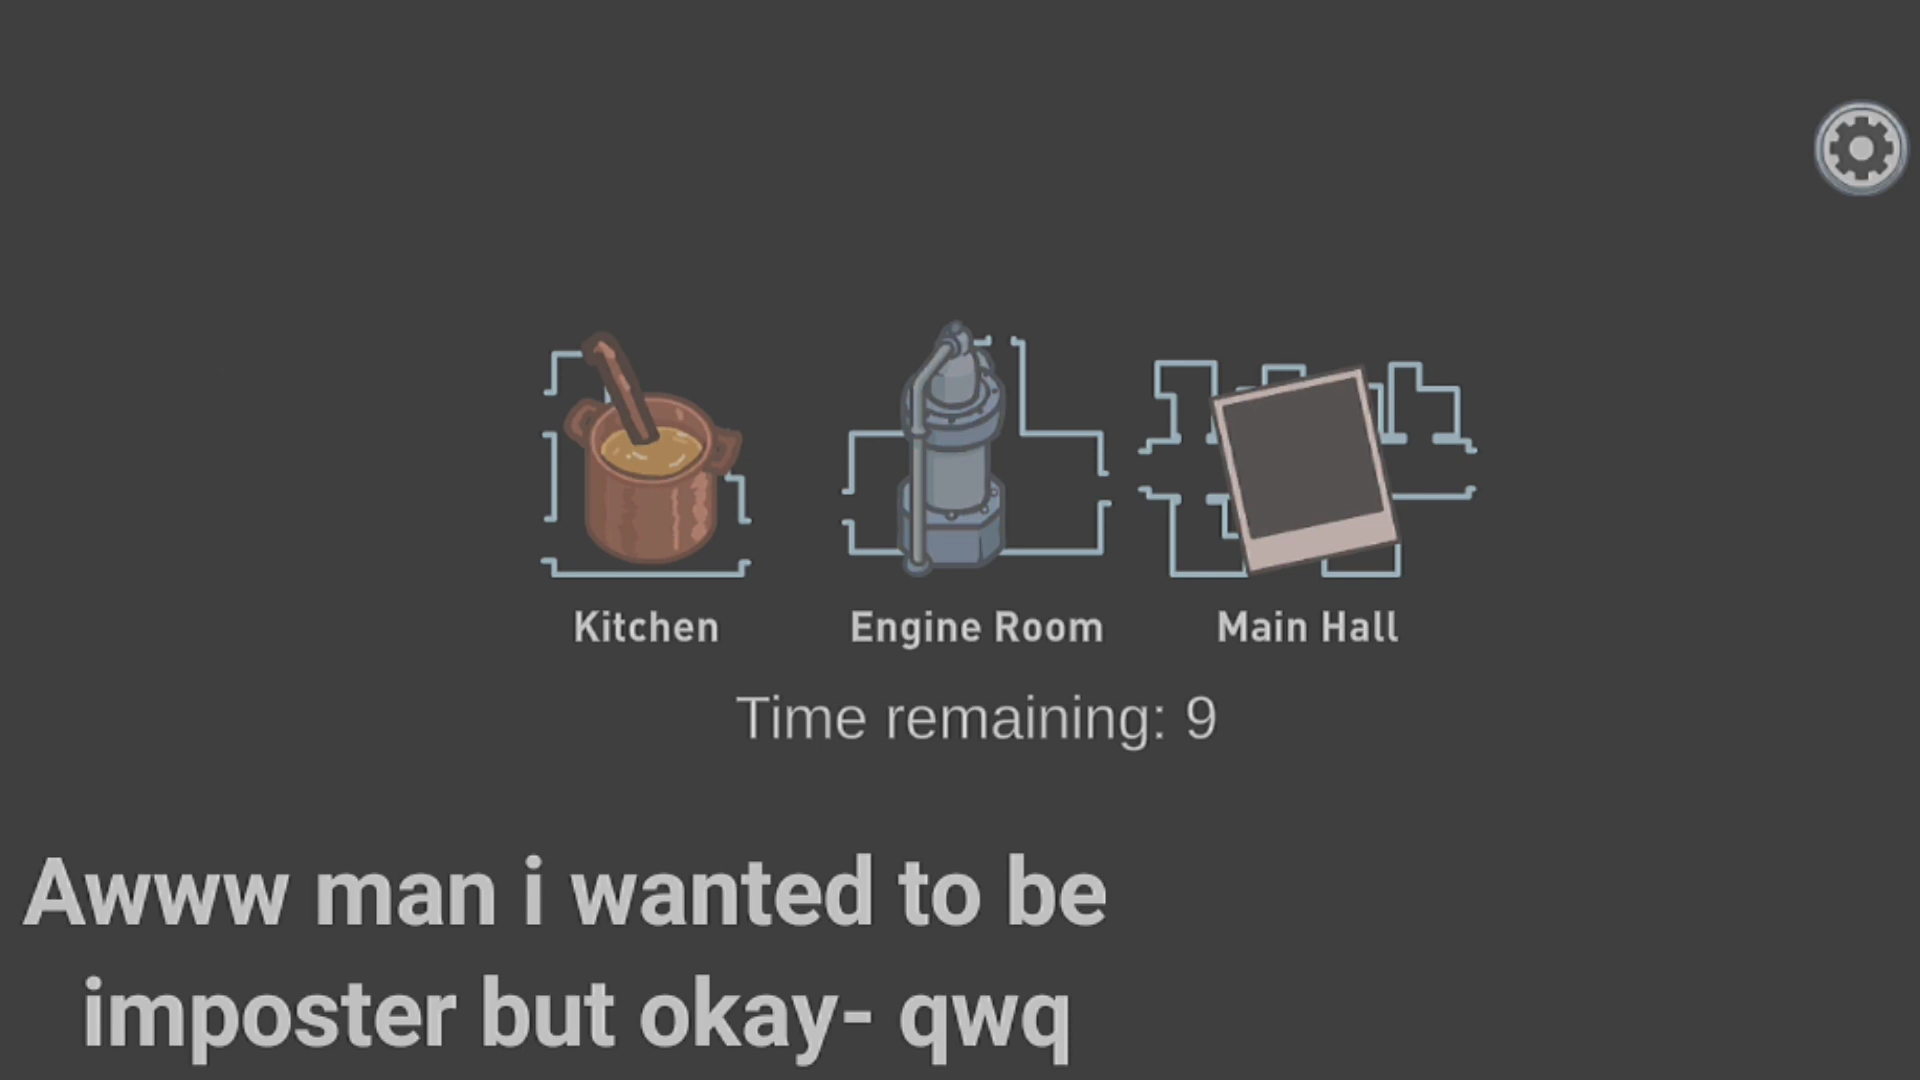 Kitchen
Engine Room
Main Hall
Time remaining: 9
Awww man i wanted to be
imposter but okay- qwq